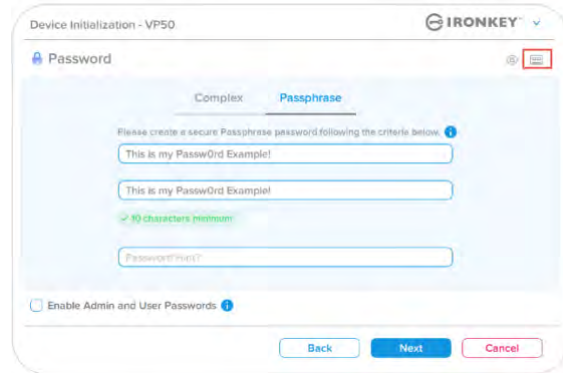 Device Initialization - VP50
IRONKEY
Password
Complex
Passphrase
Please create a secure Passphrase password following the criteria below.
This is my Passw0rd Example!
This is my Passw0rd Example!
10 characters minimum
Password Hint?
Enable Admin and User Passwords
Back
Next
Cancel